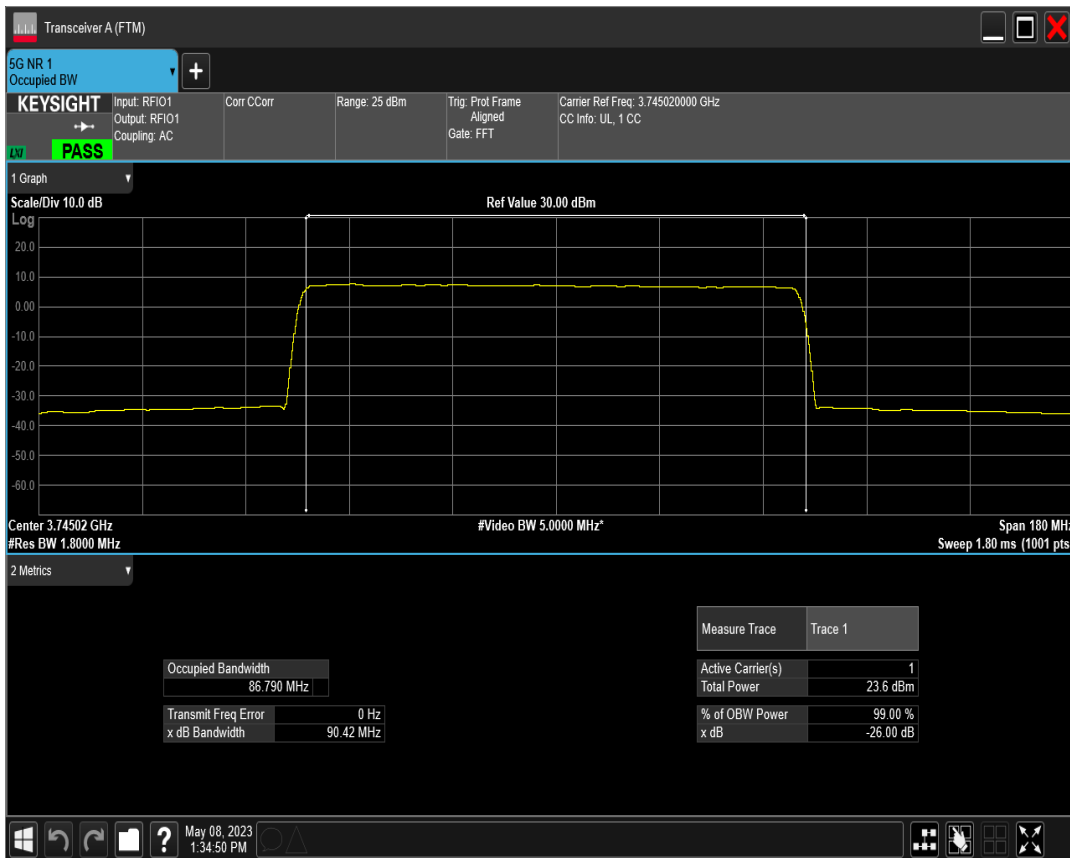 Transceiver A (FTM)
5G NR 1
Occupied BW
+
KEYSIGHT
LXI
PASS
Input: RFIO1
Output: RFIO1
Coupling: AC
Corr CCorr
Range: 25 dBm
Trig: Prot Frame
Aligned
Gate: FFT
Carrier Ref Freq: 3.745020000 GHz
CC Info: UL, 1 CC
1 Graph
Scale/Div 10.0 dB
Ref Value 30.00 dBm
Log
20.0
10.0
0.00
-10.0
-20.0
-30.0
-40.0
-50.0
-60.0
Center 3.74502 GHz
#Video BW 5.0000 MHz*
Span 180 MHz
#Res BW 1.8000 MHz
Sweep 1.80 ms (1001 pts
2 Metrics
Measure Trace Trace 1
Occupied Bandwidth
86.790 MHz
Active Carrier(s) 1
Total Power 23.6 dBm
Transmit Freq Error 0 Hz
x dB Bandwidth 90.42 MHz
% of OBW Power 99.00 %
x dB -26.00 dB
?
May 08, 2023
1:34:50 PM